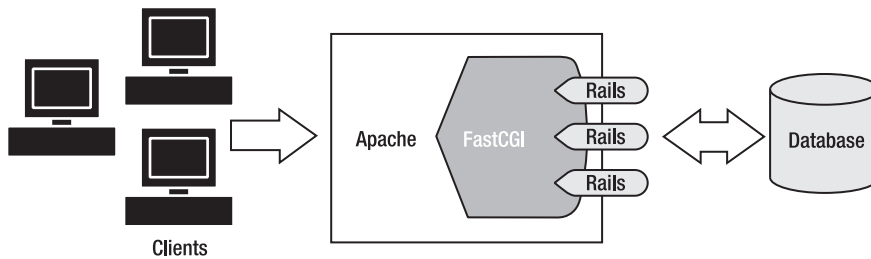 Clients
Apache
FastCGI
Rails
Rails
Rails
Database